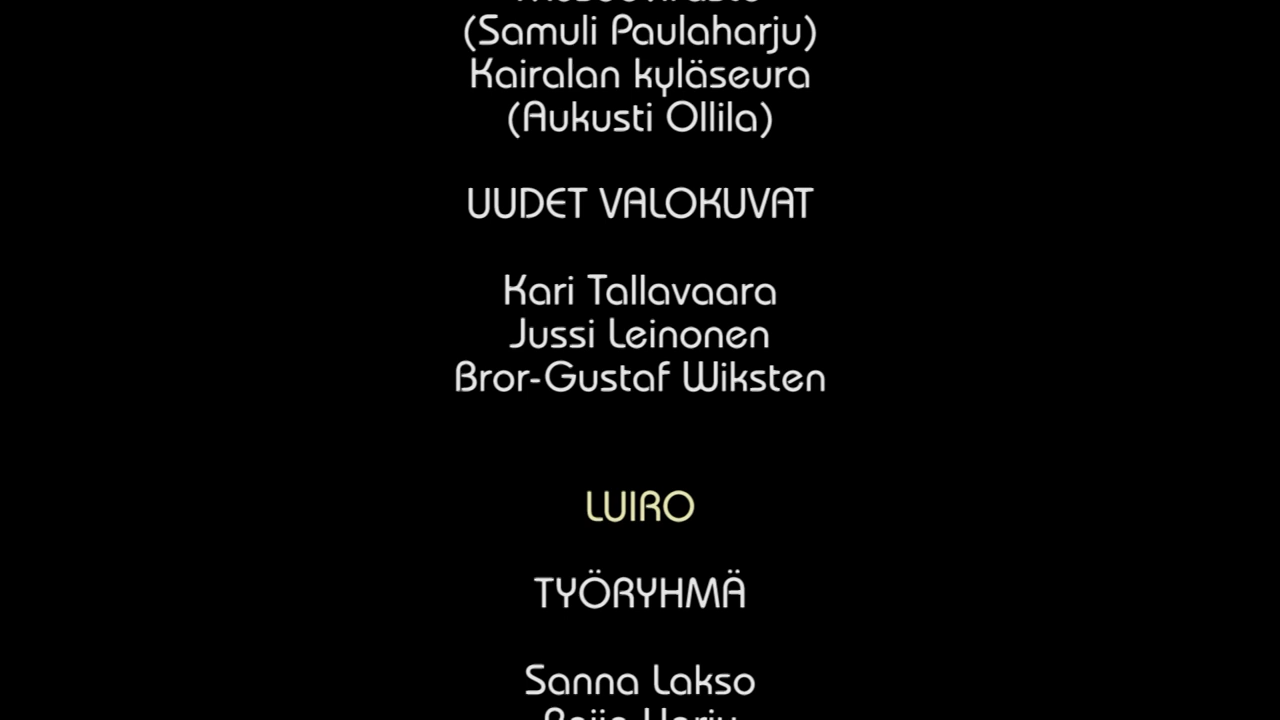 (Samuli Paulaharju)
Kairalan kyläseura
(Aukusti Ollila)
UUDET VALOKUVAT
Kari Tallavaara
Jussi Leinonen
Bror-Gustaf Wiksten
LUIRO
TYÖRYHMÄ
Sanna Lakso